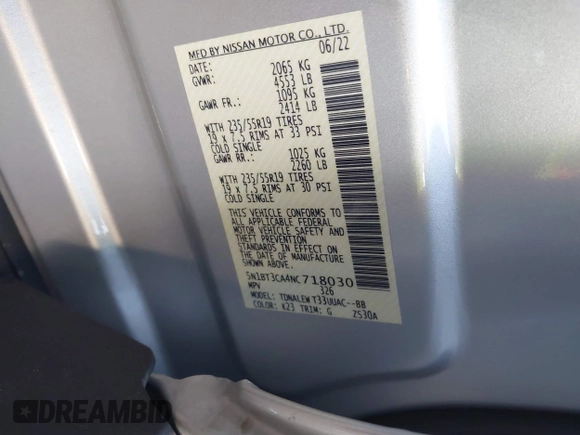 MFD BY NISSAN MOTOR CO., LTD.
DATE: 06/22
GVWR: 2065 KG
4553 LB
GAWR FR.: 1095 KG
2414 LB
WITH 235/55R19 TIRES
19 x 7.5 RIMS AT 33 PSI
COLD SINGLE
GAWR RR.: 1025 KG
2260 LB
WITH 235/55R19 TIRES
19 x 7.5 RIMS AT 30 PSI
COLD SINGLE
THIS VEHICLE CONFORMS TO
ALL APPLICABLE FEDERAL
MOTOR VEHICLE SAFETY AND
THEFT PREVENTION
STANDARDS IN EFFECT ON
THE DATE OF MANUFACTURE
SHOWN ABOVE.
5N1BT3CA4NC718030
MPV 326
MODEL: TDNALEW T33UUAC--BB
COLOR: K23 TRIM: G ZS30A
DREAMBID